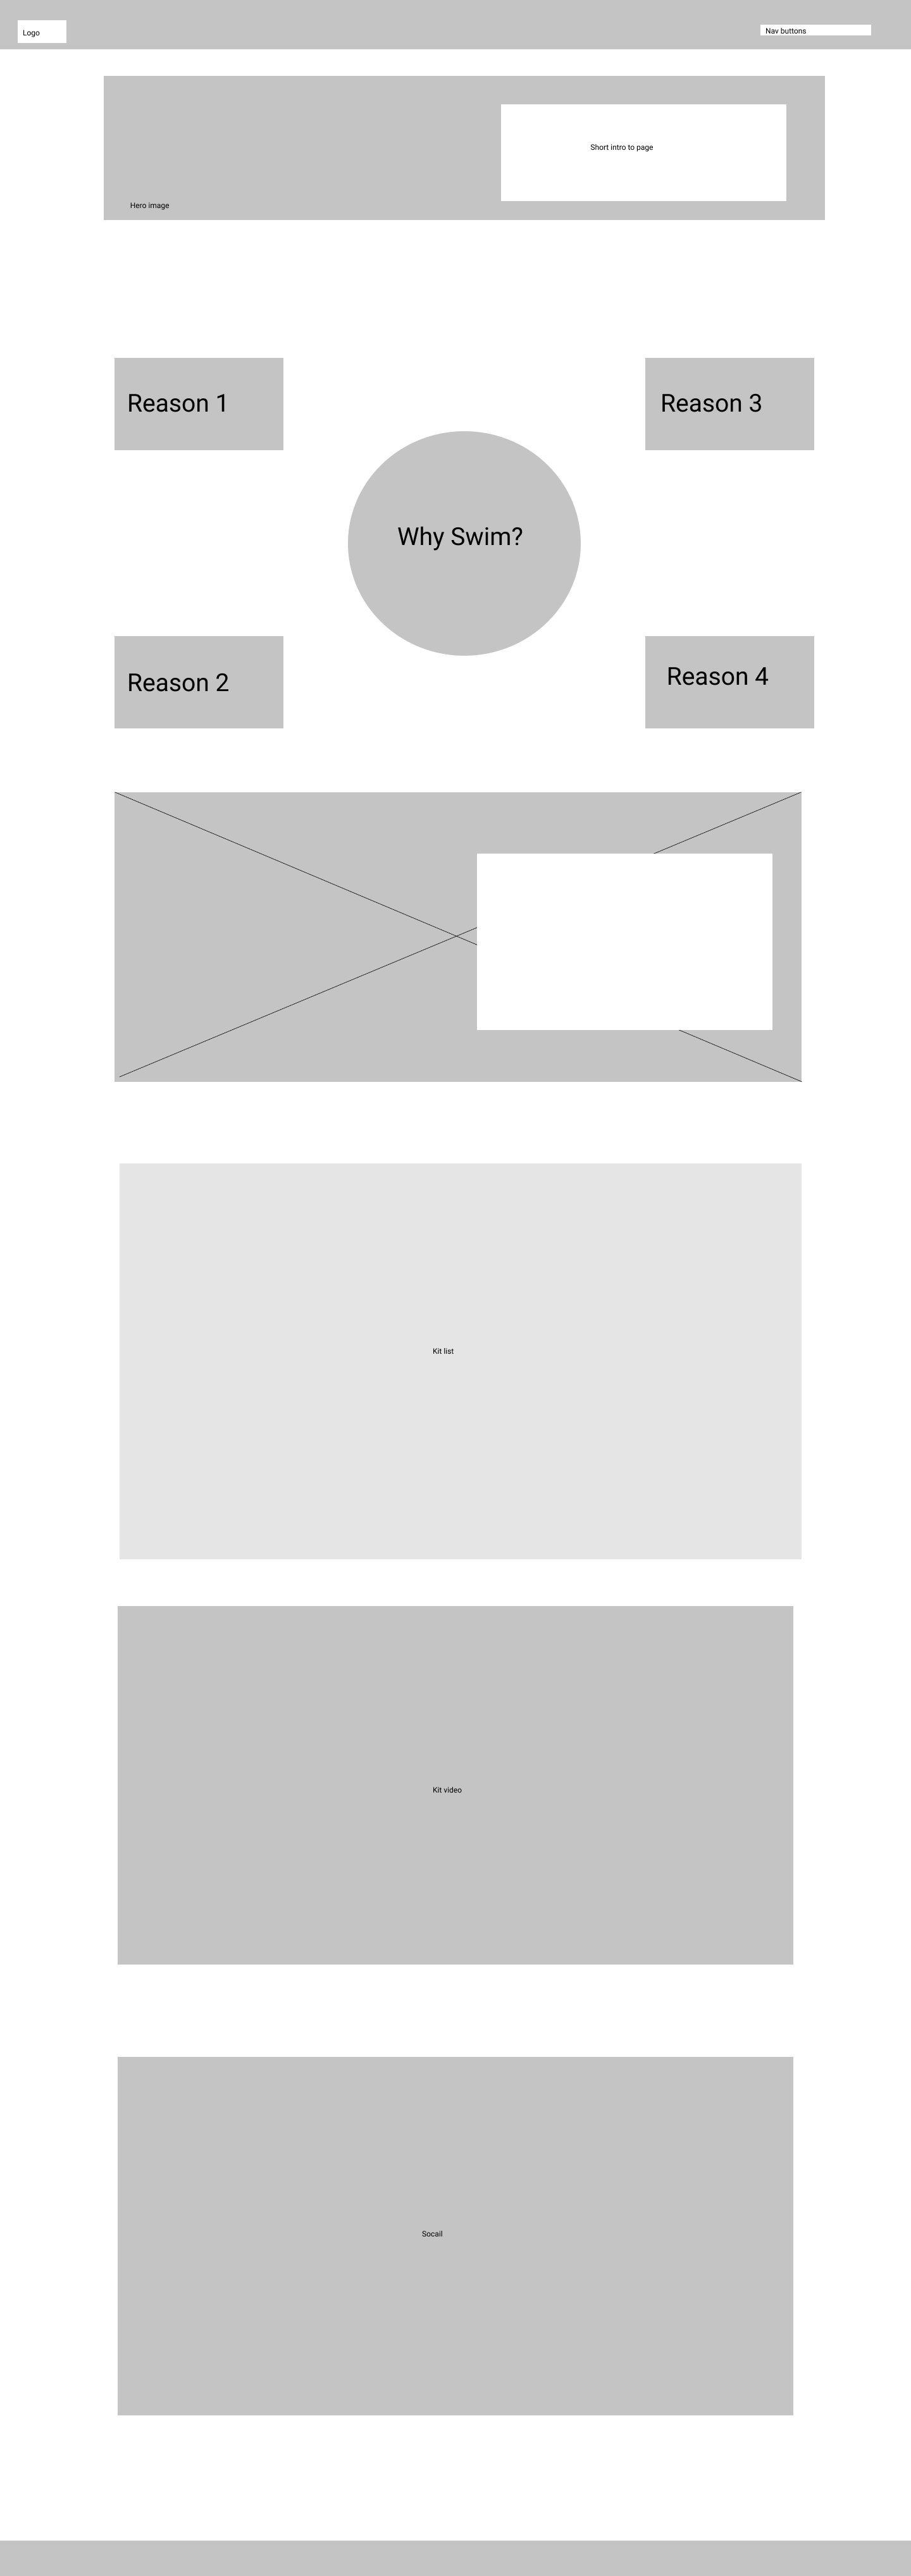 Logo
Nav buttons
Short intro to page
Hero image
Reason 1
Reason 3
Why Swim?
Reason 2
Reason 4
Kit list
Kit video
Socail